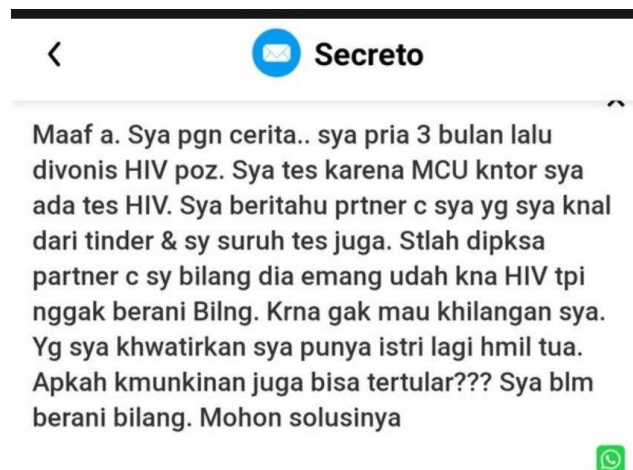 Secreto
Maaf a. Sya pgn cerita.. sya pria 3 bulan lalu
divonis HIV poz. Sya tes karena MCU kntor sya
ada tes HIV. Sya beritahu prtner c sya yg sya knal
dari tinder & sy suruh tes juga. Stlah dipksa
partner c sy bilang dia emang udah kna HIV tpi
nggak berani Bilng. Krna gak mau khilangan sya.
Yg sya khwatirkan sya punya istri lagi hmil tua.
Apkah kmunkinan juga bisa tertular??? Sya blm
berani bilang. Mohon solusinya